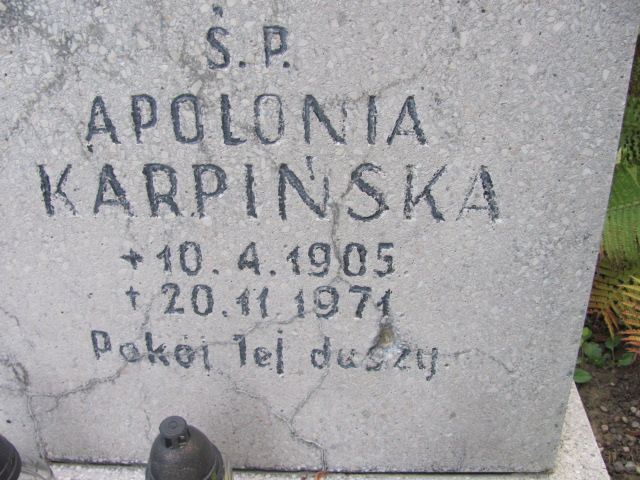 Ś.P.
APOLONIA
KARPIŃSKA
+10.4.1905
†20.11.1971
Pokój Jej duszy.